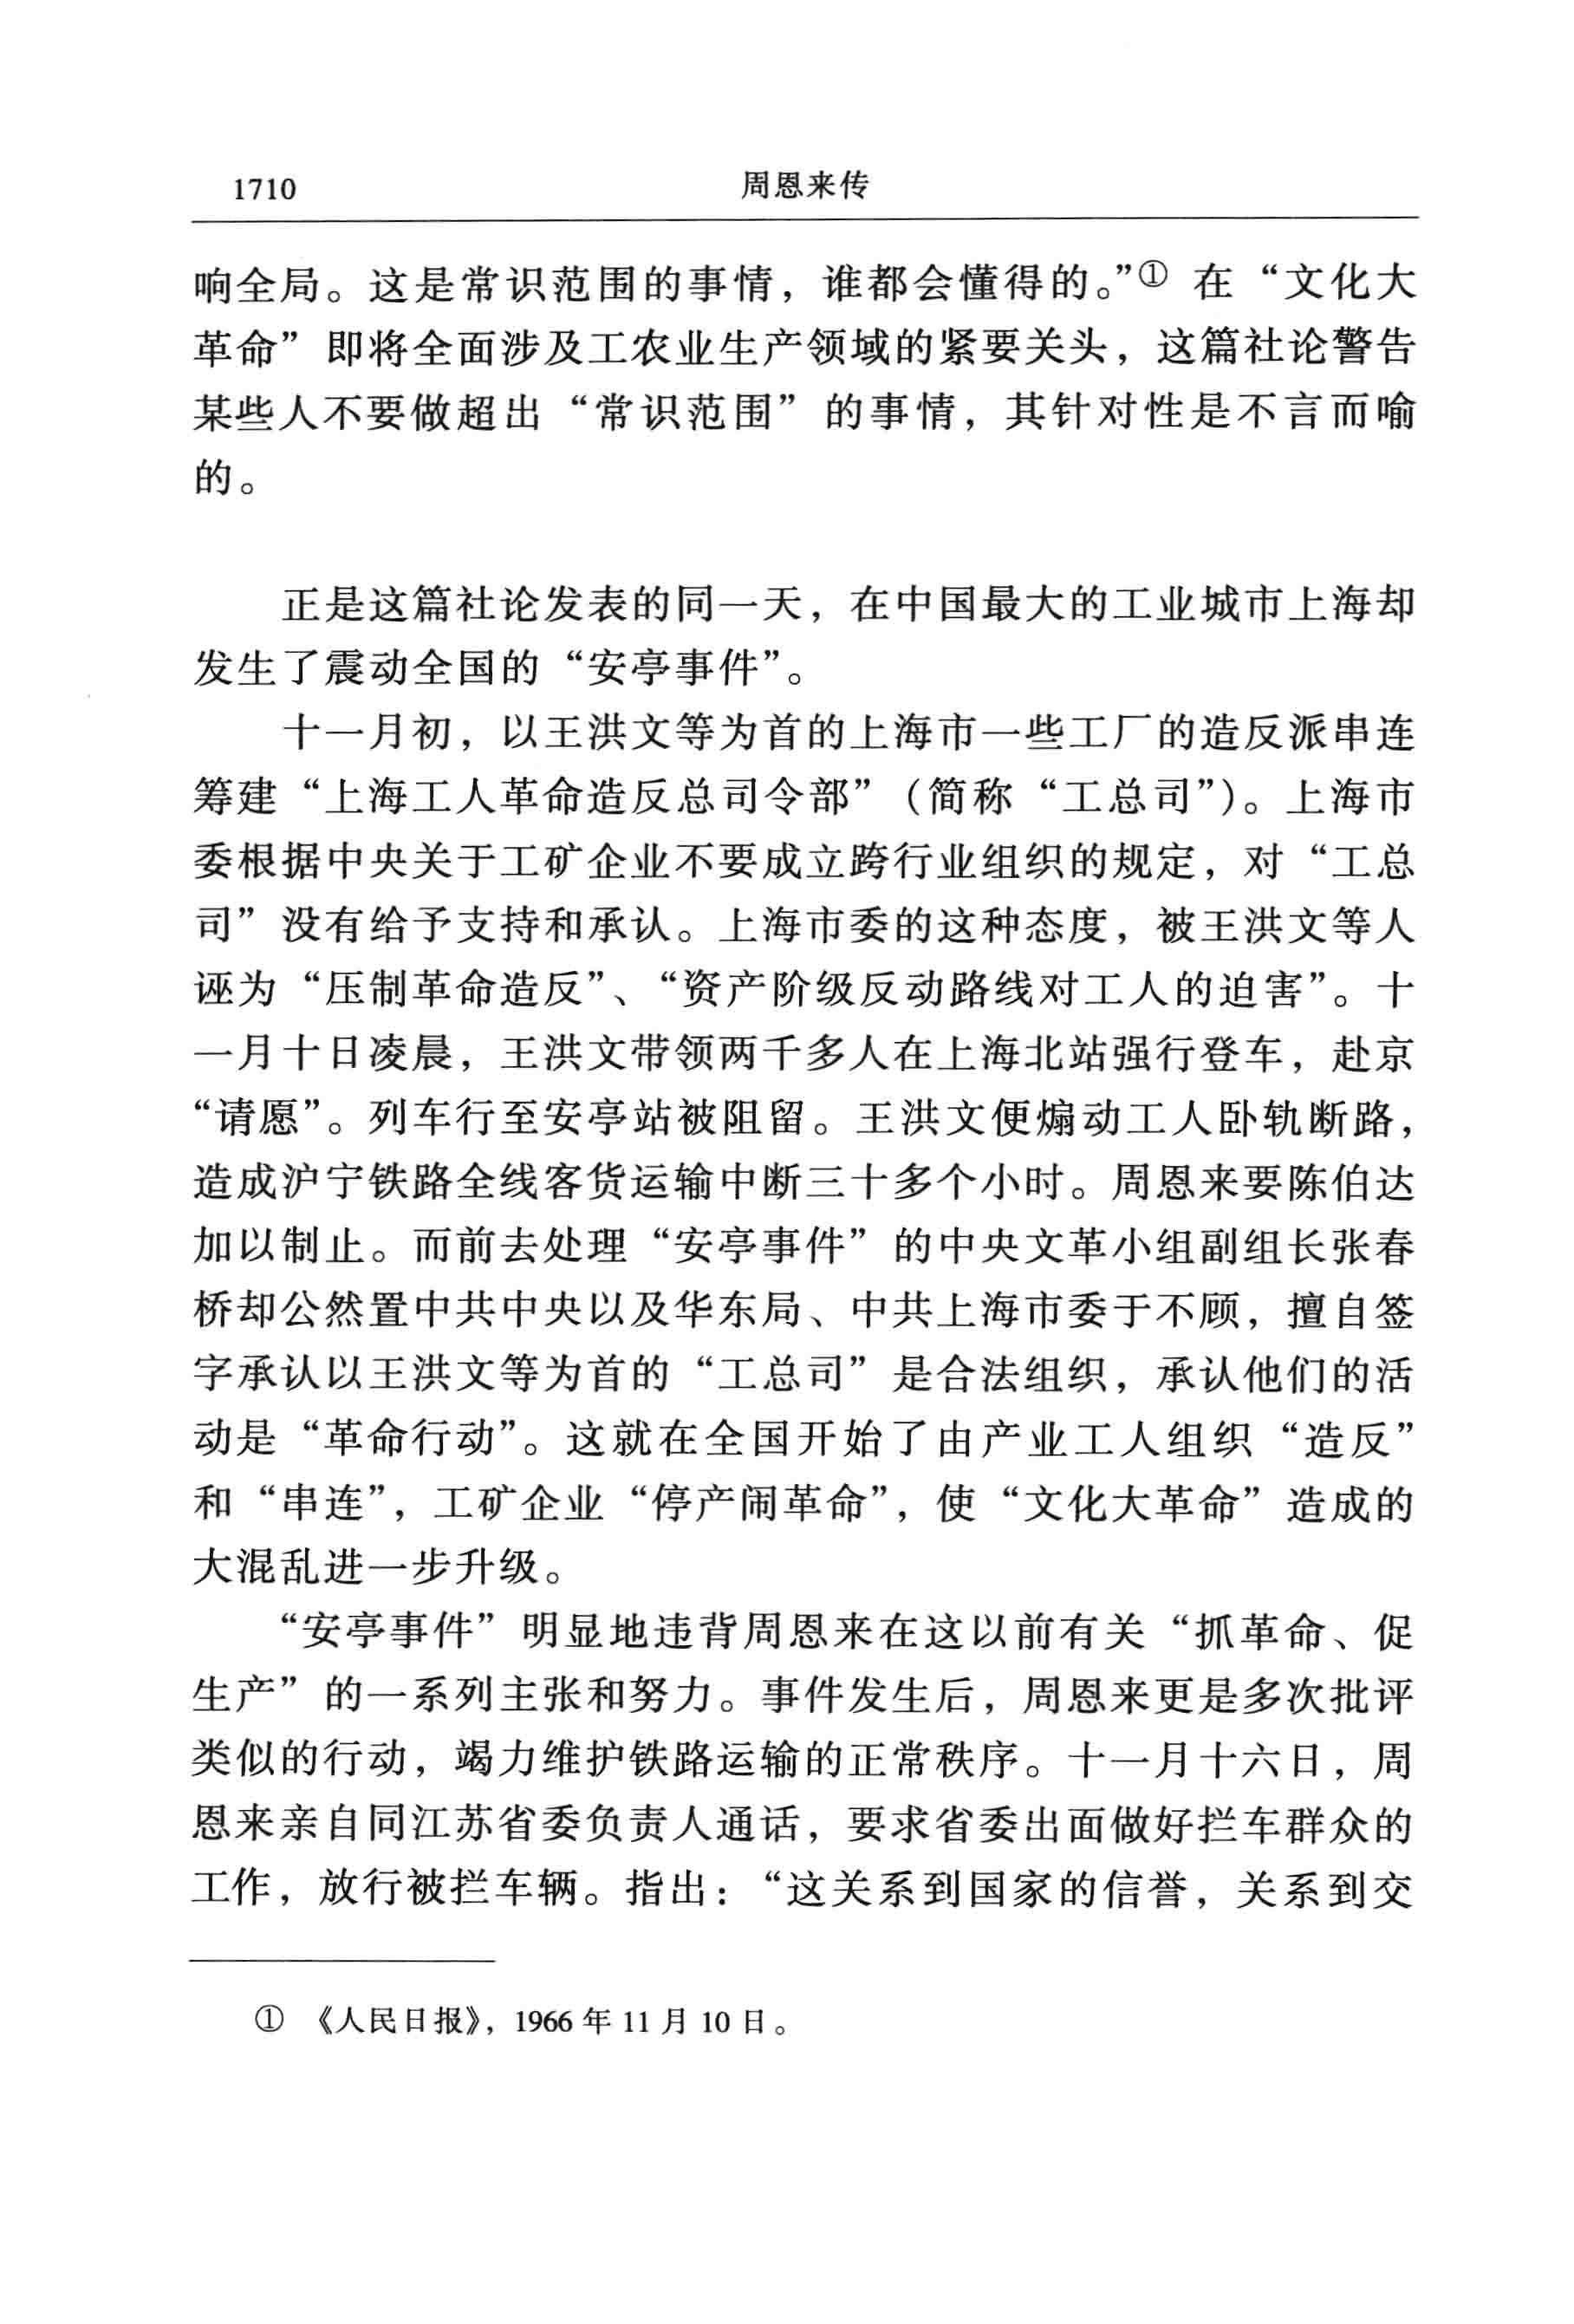 1710
周恩来传
响全局。这是常识范围的事情，谁都会懂得的。”① 在“文化大
革命”即将全面涉及工农业生产领域的紧要关头，这篇社论警告
某些人不要做超出“常识范围”的事情，其针对性是不言而喻
的。
正是这篇社论发表的同一天，在中国最大的工业城市上海却
发生了震动全国的“安亭事件”。
十一月初，以王洪文等为首的上海市一些工厂的造反派串连
筹建“上海工人革命造反总司令部”（简称“工总司”）。上海市
委根据中央关于工矿企业不要成立跨行业组织的规定，对“工总
司”没有给予支持和承认。上海市委的这种态度，被王洪文等人
诬为“压制革命造反”、“资产阶级反动路线对工人的迫害”。十
一月十日凌晨，王洪文带领两千多人在上海北站强行登车，赴京
“请愿”。列车行至安亭站被阻留。王洪文便煽动工人卧轨断路，
造成沪宁铁路全线客货运输中断三十多个小时。周恩来要陈伯达
加以制止。而前去处理“安亭事件”的中央文革小组副组长张春
桥却公然置中共中央以及华东局、中共上海市委于不顾，擅自签
字承认以王洪文等为首的“工总司”是合法组织，承认他们的活
动是“革命行动”。这就在全国开始了由产业工人组织“造反”
和“串连”，工矿企业“停产闹革命”，使“文化大革命”造成的
大混乱进一步升级。
“安亭事件”明显地违背周恩来在这以前有关“抓革命、促
生产”的一系列主张和努力。事件发生后，周恩来更是多次批评
类似的行动，竭力维护铁路运输的正常秩序。十一月十六日，周
恩来亲自同江苏省委负责人通话，要求省委出面做好拦车群众的
工作，放行被拦车辆。指出：“这关系到国家的信誉，关系到交
① 《人民日报》，1966 年 11 月 10 日。